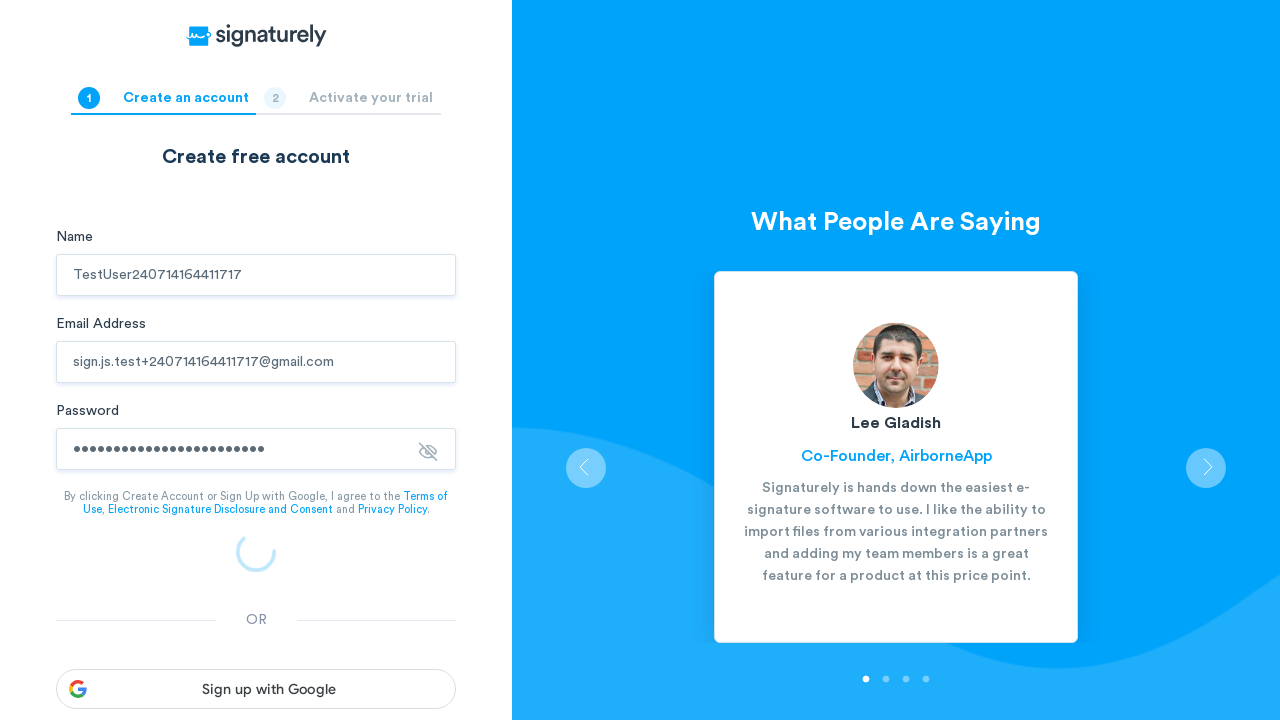 signaturely
1 Create an account 2 Activate your trial
Create free account
Name
TestUser240714164411717
Email Address
sign.js.test+240714164411717@gmail.com
Password
••••••••••••••••••••••••
By clicking Create Account or Sign Up with Google, I agree to the Terms of
Use, Electronic Signature Disclosure and Consent and Privacy Policy.
OR
Sign up with Google
What People Are Saying
Lee Gladish
Co-Founder, AirborneApp
Signaturely is hands down the easiest e-
signature software to use. I like the ability to
import files from various integration partners
and adding my team members is a great
feature for a product at this price point.